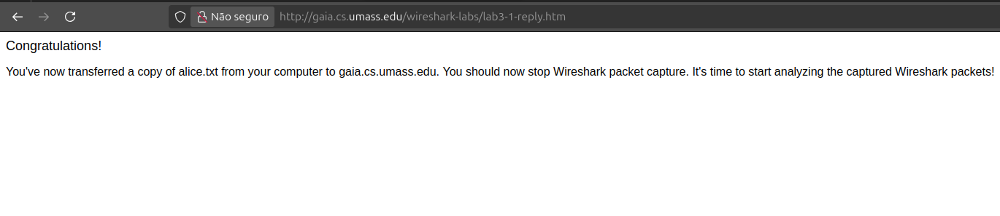 Não seguro http://gaia.cs.umass.edu/wireshark-labs/lab3-1-reply.htm
Congratulations!
You've now transferred a copy of alice.txt from your computer to gaia.cs.umass.edu. You should now stop Wireshark packet capture. It's time to start analyzing the captured Wireshark packets!